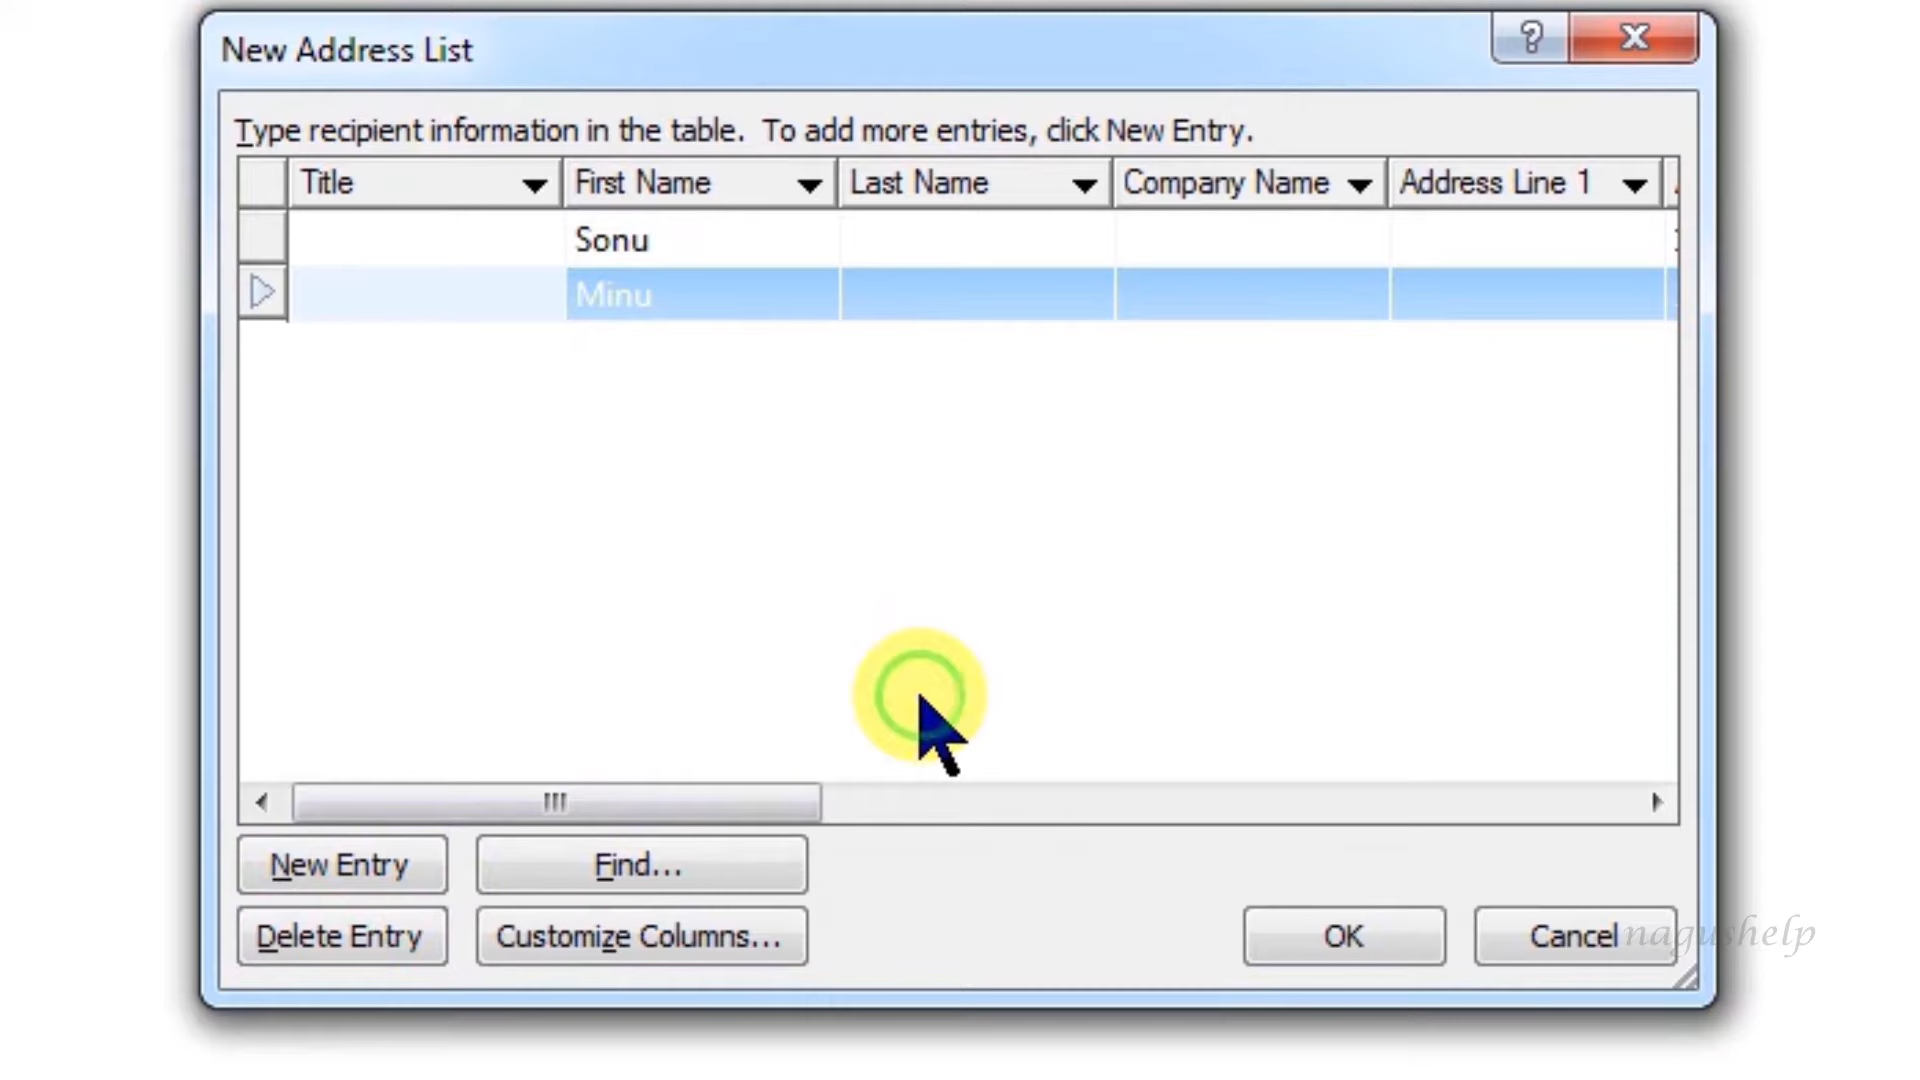 New Address List
Type recipient information in the table.  To add more entries, click New Entry.
Title First Name Last Name Company Name Address Line 1
Sonu
Minu
New Entry Find...
Delete Entry Customize Columns... OK Cancel
nagushelp